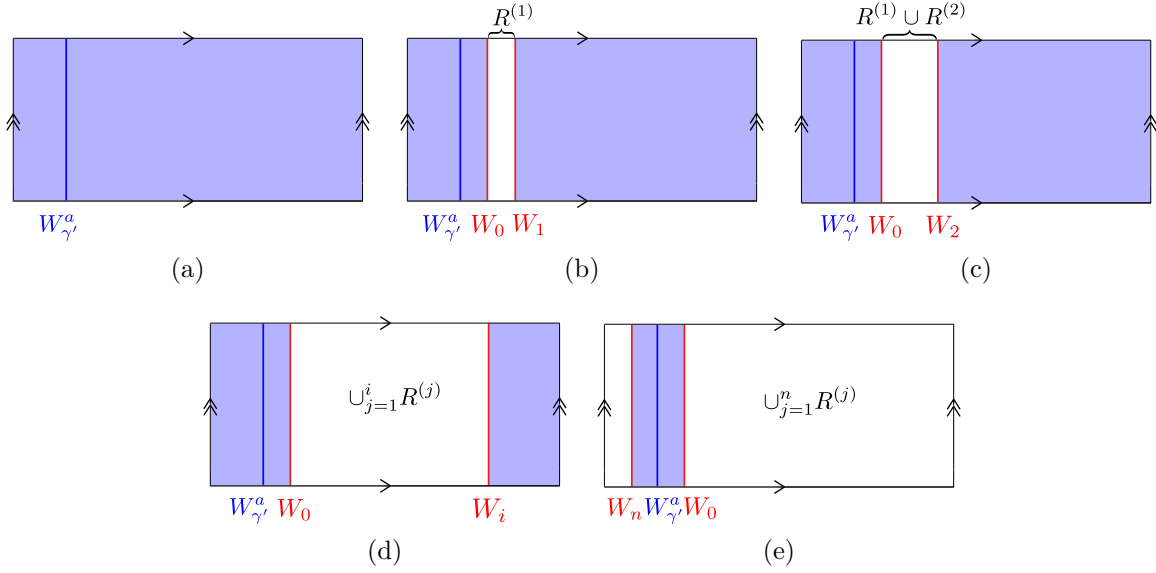 R^{(1)} R^{(1)} ∪ R^{(2)}
W^a_{γ'} W^a_{γ'} W_0 W_1 W^a_{γ'} W_0 W_2
(a) (b) (c)
∪^i_{j=1} R^{(j)} ∪^n_{j=1} R^{(j)}
W^a_{γ'} W_0 W_i W_n W^a_{γ'} W_0
(d) (e)